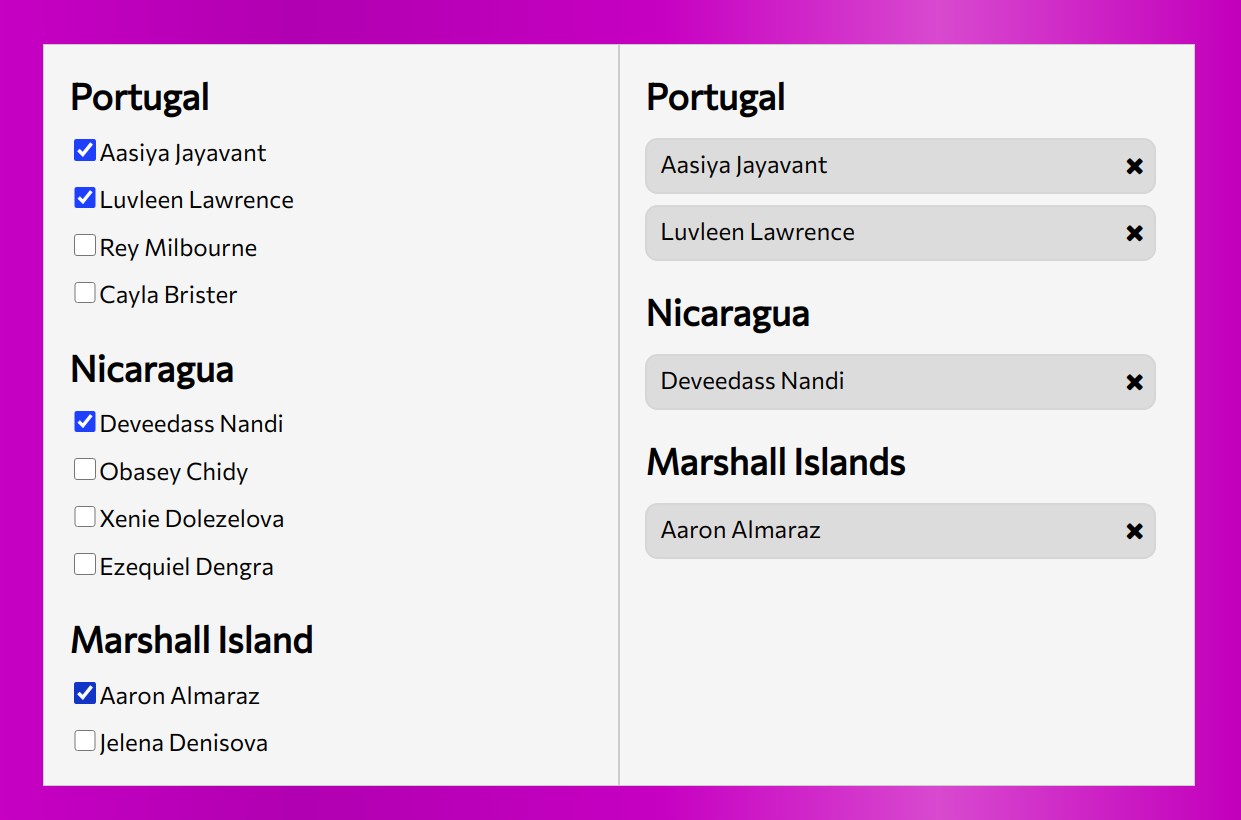 Portugal
Aasiya Jayavant
Luvleen Lawrence
Rey Milbourne
Cayla Brister
Nicaragua
Deveedass Nandi
Obasey Chidy
Xenie Dolezelova
Ezequiel Dengra
Marshall Island
Aaron Almaraz
Jelena Denisova
Portugal
Aasiya Jayavant
Luvleen Lawrence
Nicaragua
Deveedass Nandi
Marshall Islands
Aaron Almaraz